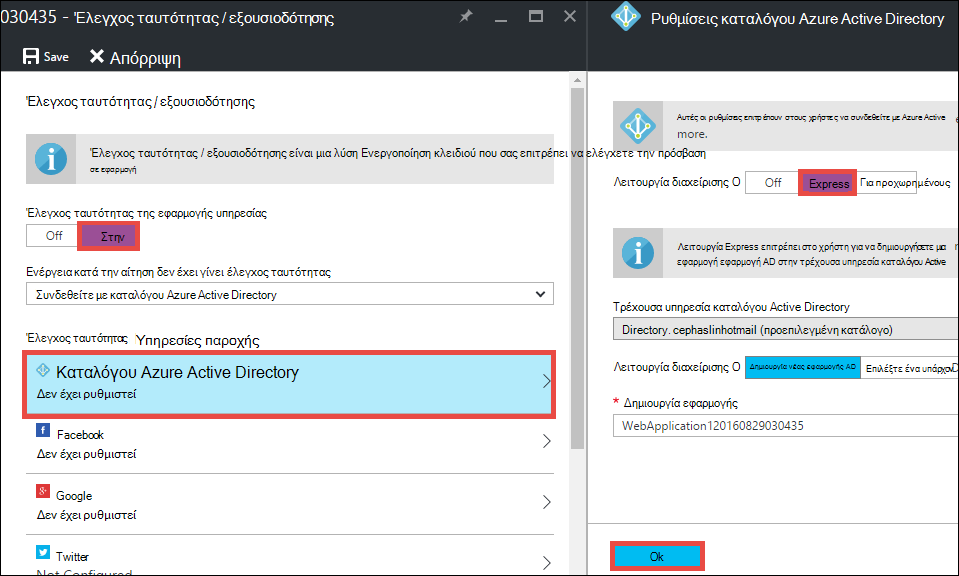 030435 - Έλεγχος ταυτότητας / εξουσιοδότησης
Save
Απόρριψη
Έλεγχος ταυτότητας / εξουσιοδότησης
Έλεγχος ταυτότητας / εξουσιοδότησης είναι μια λύση Ενεργοποίηση κλειδιού που σας επιτρέπει να ελέγχετε την πρόσβαση
σε εφαρμογή
Έλεγχος ταυτότητας της εφαρμογής υπηρεσίας
Off
Στην
Ενέργεια κατά την αίτηση δεν έχει γίνει έλεγχος ταυτότητας
Συνδεθείτε με καταλόγου Azure Active Directory
Έλεγχος ταυτότητας Υπηρεσίες παροχής
Καταλόγου Azure Active Directory
Δεν έχει ρυθμιστεί
Facebook
Δεν έχει ρυθμιστεί
Google
Δεν έχει ρυθμιστεί
Twitter
Not Configured
Ρυθμίσεις καταλόγου Azure Active Directory
Αυτές οι ρυθμίσεις επιτρέπουν στους χρήστες να συνδεθείτε με Azure Active
more.
Λειτουργία διαχείρισης Ο
Off
Express
Για προχωρημένους
Λειτουργία Express επιτρέπει στο χρήστη για να δημιουργήσετε μια
εφαρμογή εφαρμογή AD στην τρέχουσα υπηρεσία καταλόγου Active
Τρέχουσα υπηρεσία καταλόγου Active Directory
Directory. cephaslinhotmail (προεπιλεγμένη κατάλογο)
Λειτουργία διαχείρισης Ο
Δημιουργία νέας εφαρμογής AD
Επιλέξτε ένα υπάρχον
* Δημιουργία εφαρμογής
WebApplication120160829030435
Ok